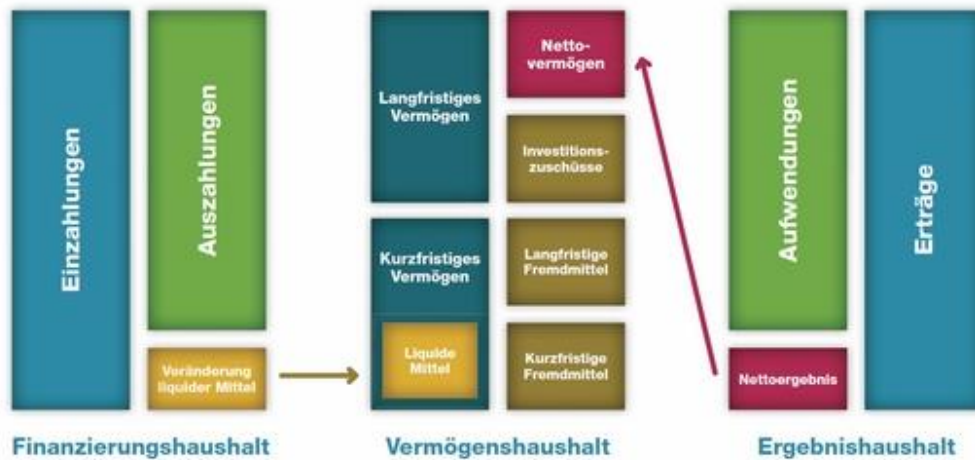 Einzahlungen
Auszahlungen
Veränderung
liquider Mittel
Finanzierungshaushalt
Langfristiges
Vermögen
Kurzfristiges
Vermögen
Liquide
Mittel
Netto-
vermögen
Investitions-
zuschüsse
Langfristige
Fremdmittel
Kurzfristige
Fremdmittel
Vermögenshaushalt
Aufwendungen
Nettoergebnis
Erträge
Ergebnishaushalt